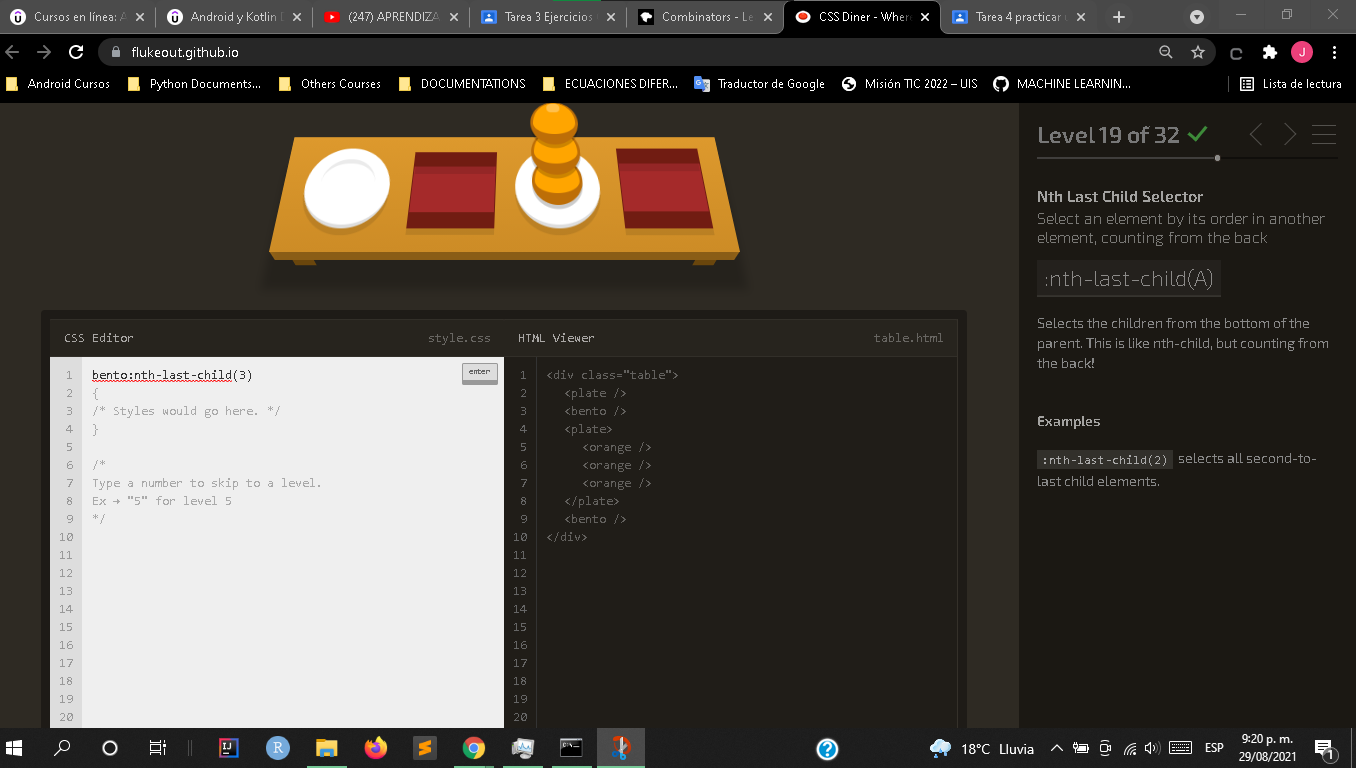 Cursos en línea: A
Android y Kotlin D
(247) APRENDIZA
Tarea 3 Ejercicios
Combinators - Le
CSS Diner - Wher
Tarea 4 practicar
flukeout.github.io
J
Android Cursos
Python Documents...
Others Courses
DOCUMENTATIONS
ECUACIONES DIFER...
Traductor de Google
Misión TIC 2022 – UIS
MACHINE LEARNIN...
Lista de lectura
Level 19 of 32
Nth Last Child Selector
Select an element by its order in another
element, counting from the back
:nth-last-child(A)
Selects the children from the bottom of the
parent. This is like nth-child, but counting from
the back!
Examples
:nth-last-child(2) selects all second-to-
last child elements.
CSS Editor
style.css
1 bento:nth-last-child(3)
enter
2 {
3 /* Styles would go here. */
4 }
5
6 /*
7 Type a number to skip to a level.
8 Ex → "5" for level 5
9 */
10
11
12
13
14
15
16
17
18
19
20
HTML Viewer
table.html
1 <div class="table">
2 <plate />
3 <bento />
4 <plate>
5 <orange />
6 <orange />
7 <orange />
8 </plate>
9 <bento />
10 </div>
11
12
13
14
15
16
17
18
19
20
IJ
R
?
18°C Lluvia
ESP
9:20 p. m.
29/08/2021
1